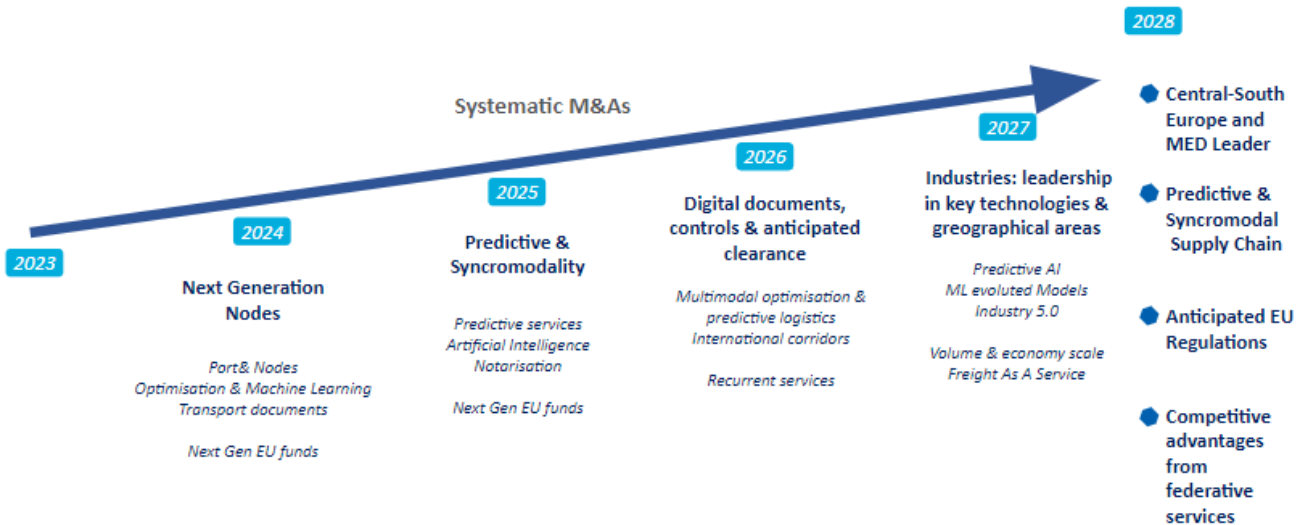 2023
Systematic M&As
2024
Next Generation
Nodes
Port& Nodes
Optimisation & Machine Learning
Transport documents
Next Gen EU funds
2025
Predictive &
Syncromodality
Predictive services
Artificial Intelligence
Notarisation
Next Gen EU funds
2026
Digital documents,
controls & anticipated
clearance
Multimodal optimisation &
predictive logistics
International corridors
Recurrent services
2027
Industries: leadership
in key technologies &
greographical areas
Predictive AI
ML evoluted Models
Industry 5.0
Volume & economy scale
Freight As A Service
2028
Central-South
Europe and
MED Leader
Predictive &
Syncromodal
Supply Chain
Anticipated EU
Regulations
Competitive
advantages
from
federative
services